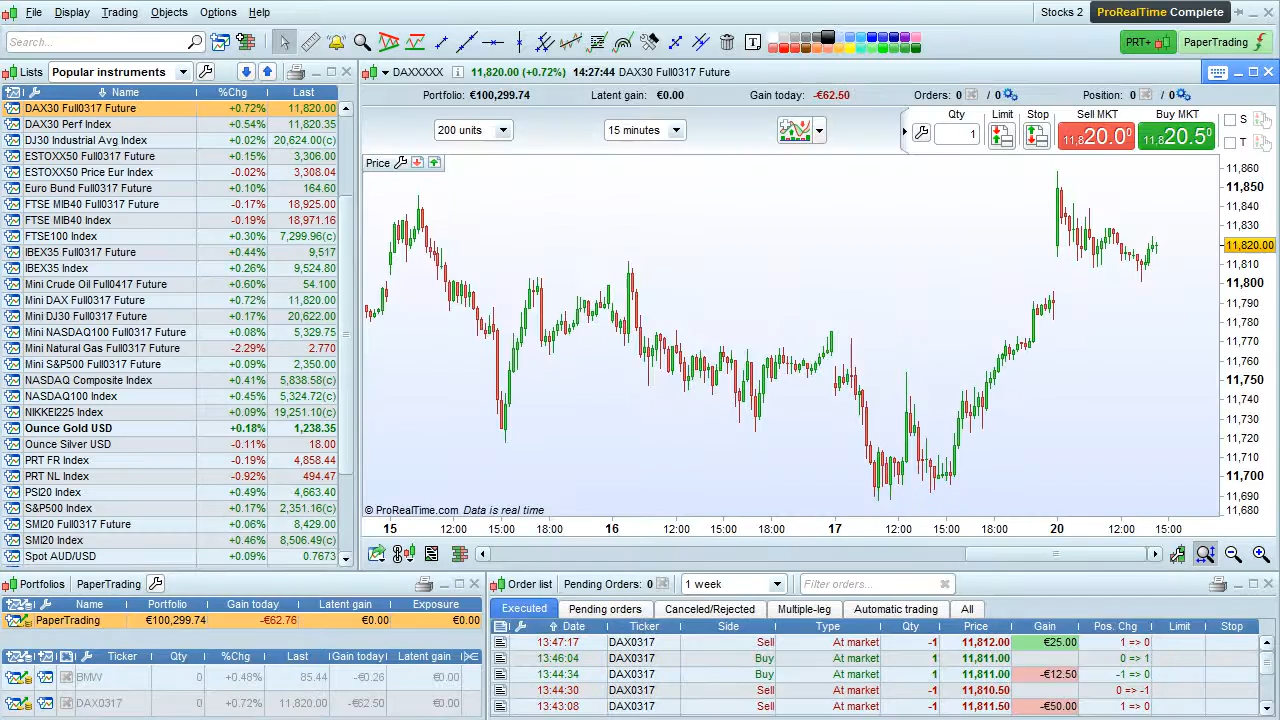 File Display Trading Objects Options Help Stocks 2 ProRealTime Complete
Search... PRT+ PaperTrading
Lists Popular instruments DAXXXXX 11,820.00 (+0.72%) 14:27:44 DAX30 Full0317 Future
Name %Chg Last
Portfolio: €100,299.74 Latent gain: €0.00 Gain today: -€62.50 Orders: 0 / 0 Position: 0 / 0
200 units 15 minutes Qty 1 Limit Stop Sell MKT 11,820.0⁰ Buy MKT 11,820.5⁰ S T
Price
DAX30 Full0317 Future +0.72% 11,820.00
DAX30 Perf Index +0.54% 11,820.35
DJ30 Industrial Avg Index +0.02% 20,624.00(c)
ESTOXX50 Full0317 Future +0.15% 3,306.00
ESTOXX50 Price Eur Index -0.02% 3,308.04
Euro Bund Full0317 Future +0.10% 164.60
FTSE MIB40 Full0317 Future -0.17% 18,925.00
FTSE MIB40 Index -0.19% 18,971.16
FTSE100 Index +0.30% 7,299.96(c)
IBEX35 Full0317 Future +0.44% 9,517
IBEX35 Index +0.26% 9,524.80
Mini Crude Oil Full0417 Future +0.60% 54.100
Mini DAX Full0317 Future +0.72% 11,820.00
Mini DJ30 Full0317 Future +0.17% 20,622.00
Mini NASDAQ100 Full0317 Future +0.08% 5,329.75
Mini Natural Gas Full0317 Future -2.29% 2.770
Mini S&P500 Full0317 Future +0.09% 2,350.00
NASDAQ Composite Index +0.41% 5,838.58(c)
NASDAQ100 Index +0.45% 5,324.72(c)
NIKKEI225 Index +0.09% 19,251.10(c)
Ounce Gold USD +0.18% 1,238.35
Ounce Silver USD -0.11% 18.00
PRT FR Index -0.19% 4,858.44
PRT NL Index -0.92% 494.47
PSI20 Index +0.49% 4,663.40
S&P500 Index +0.17% 2,351.16(c)
SMI20 Full0317 Future +0.06% 8,429.00
SMI20 Index +0.46% 8,506.49(c)
Spot AUD/USD +0.09% 0.7673
11,860
11,850
11,840
11,830
11,820.00
11,810
11,800
11,790
11,780
11,770
11,760
11,750
11,740
11,730
11,720
11,710
11,700
11,690
11,680
© ProRealTime.com Data is real time
15 12:00 15:00 18:00 16 12:00 15:00 18:00 17 12:00 15:00 18:00 20 12:00 15:00
Portfolios PaperTrading
Name Portfolio Gain today Latent gain Exposure
PaperTrading €100,299.74 -€62.76 €0.00 €0.00
Ticker Qty %Chg Last Gain today Latent gain
BMW 0 +0.48% 85.44 -€0.26 €0.00
DAX0317 0 +0.72% 11,820.00 -€62.50 €0.00
Order list Pending Orders: 0 1 week Filter orders...
Executed Pending orders Canceled/Rejected Multiple-leg Automatic trading All
Date Ticker Side Type Qty Price Gain Pos. Chg Limit Stop
13:47:17 DAX0317 Sell At market -1 11,812.00 €25.00 1 => 0
13:46:04 DAX0317 Buy At market 1 11,811.00 0 => 1
13:44:34 DAX0317 Buy At market 1 11,811.00 -€12.50 -1 => 0
13:44:30 DAX0317 Sell At market -1 11,810.50 0 => -1
13:43:08 DAX0317 Sell At market -1 11,811.50 -€50.00 1 => 0